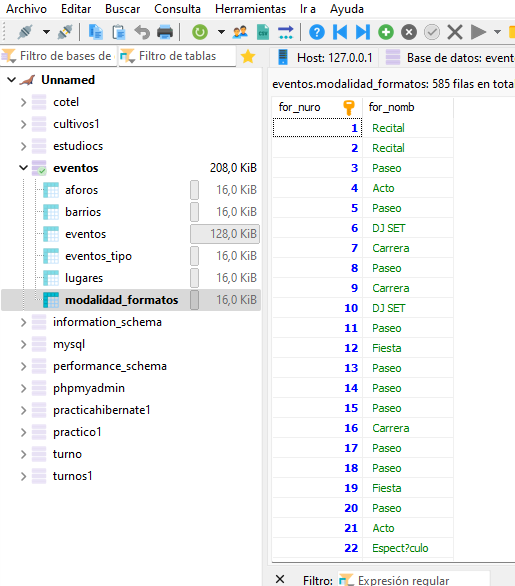 Archivo Editar Buscar Consulta Herramientas Ir a Ayuda
Filtro de bases de
Filtro de tablas
Host: 127.0.0.1
Base de datos: event
Unnamed
cotel
cultivos1
estudiocs
eventos 208,0 KiB
aforos 16,0 KiB
barrios 16,0 KiB
eventos 128,0 KiB
eventos_tipo 16,0 KiB
lugares 16,0 KiB
modalidad_formatos 16,0 KiB
information_schema
mysql
performance_schema
phpmyadmin
practicahibernate1
practico1
turno
turnos1
eventos.modalidad_formatos: 585 filas en total
for_nuro for_nomb
1 Recital
2 Recital
3 Paseo
4 Acto
5 Paseo
6 DJ SET
7 Carrera
8 Paseo
9 Carrera
10 DJ SET
11 Paseo
12 Fiesta
13 Paseo
14 Paseo
15 Paseo
16 Carrera
17 Paseo
18 Paseo
19 Fiesta
20 Paseo
21 Acto
22 Espect?culo
Filtro: Expresión regular